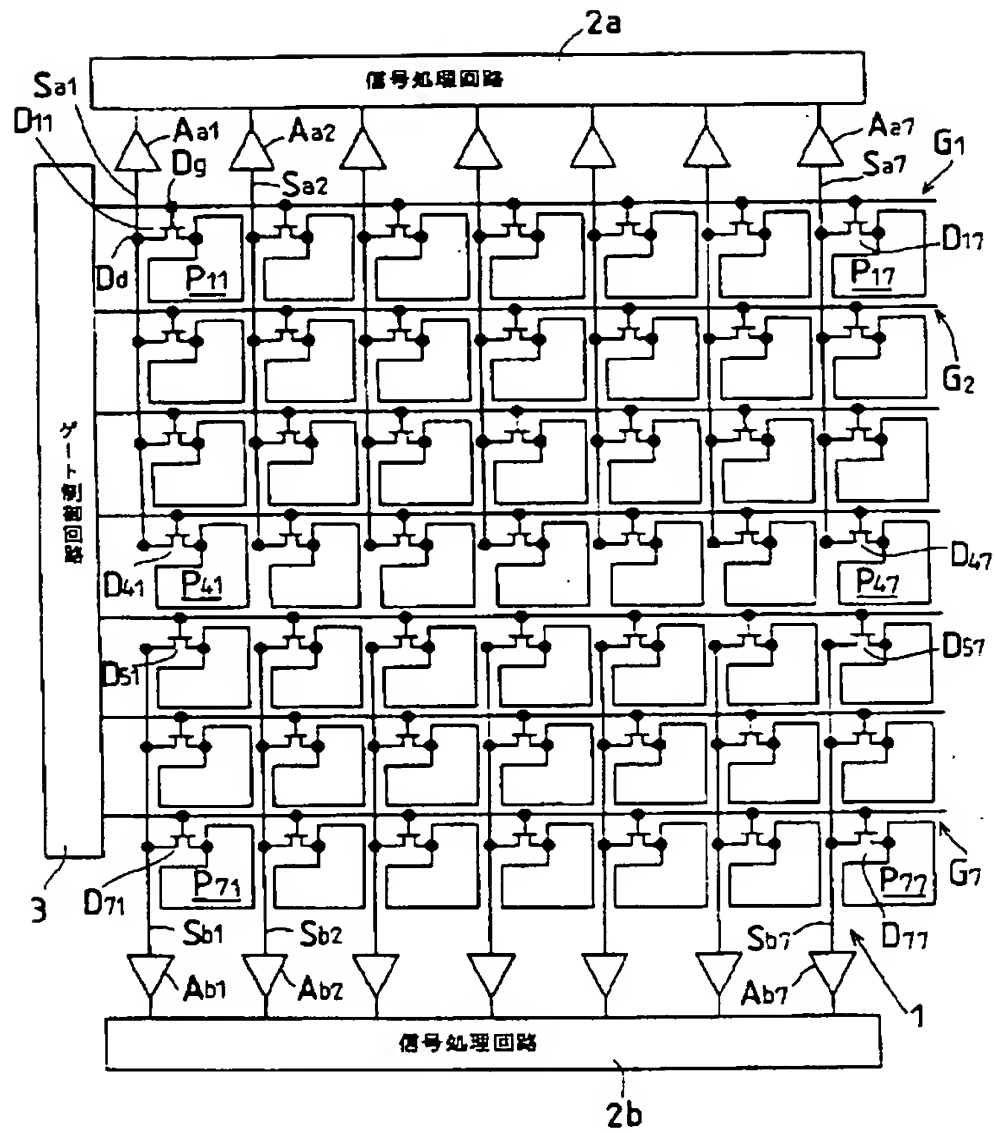 2a
信号処理回路
Sa1
D11
Aa1
Aa2
Aa7
Dg
Sa2
Sa7
G1
Dd
P11
P17
D17
G2
ゲート制御回路
D41
P41
P47
D47
D51
D57
3
D71
P71
P77
G7
D77
Sb1
Sb2
Sb7
Ab1
Ab2
Ab7
1
信号処理回路
2b